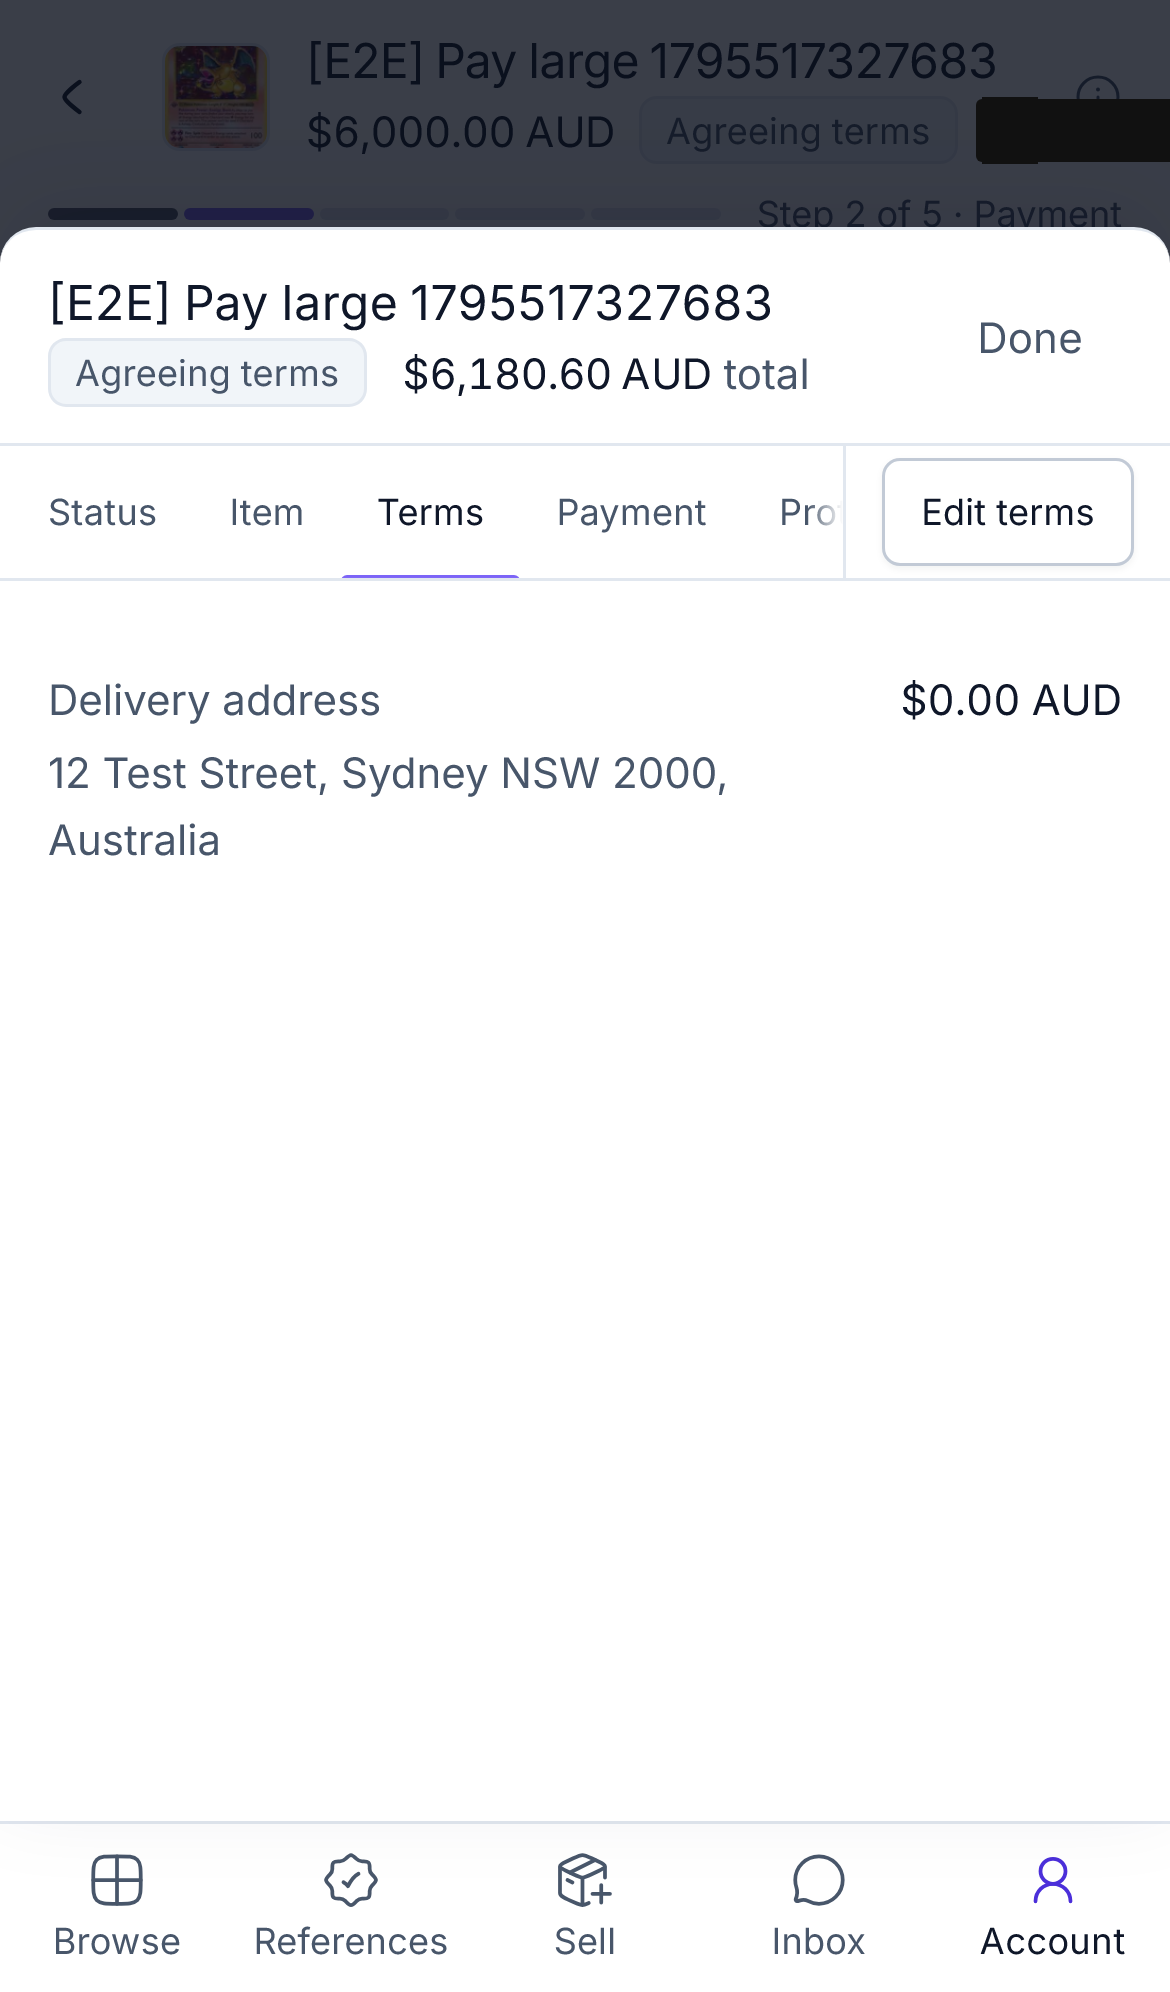 [E2E] Pay large 1795517327683
$6,000.00 AUD Agreeing terms
Step 2 of 5 · Payment
[E2E] Pay large 1795517327683
Agreeing terms $6,180.60 AUD total
Done
Status Item Terms Payment Edit terms
Delivery address $0.00 AUD
12 Test Street, Sydney NSW 2000,
Australia
Browse References Sell Inbox Account